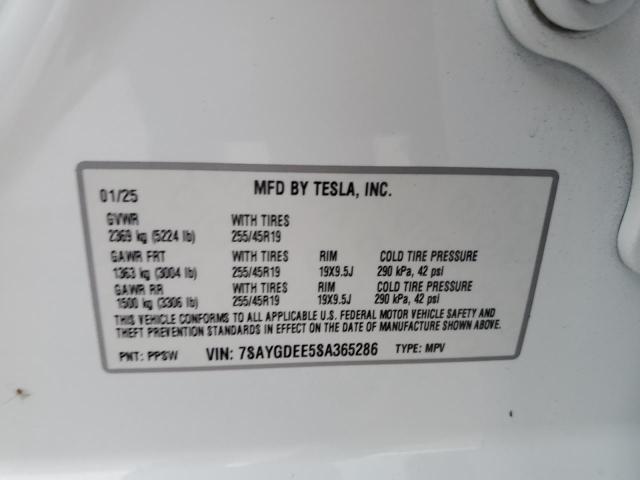 01/25 MFD BY TESLA, INC.
GVWR WITH TIRES
2369 kg (5224 lb) 255/45R19
GAWR FRT WITH TIRES RIM COLD TIRE PRESSURE
1363 kg (3004 lb) 255/45R19 19X9.5J 290 kPa, 42 psi
GAWR RR WITH TIRES RIM COLD TIRE PRESSURE
1500 kg (3306 lb) 255/45R19 19X9.5J 290 kPa, 42 psi
THIS VEHICLE CONFORMS TO ALL APPLICABLE U.S. FEDERAL MOTOR VEHICLE SAFETY AND
THEFT PREVENTION STANDARDS IN EFFECT ON THE DATE OF MANUFACTURE SHOWN ABOVE.
PNT: PPSW VIN: 7SAYGDEE5SA365286 TYPE: MPV